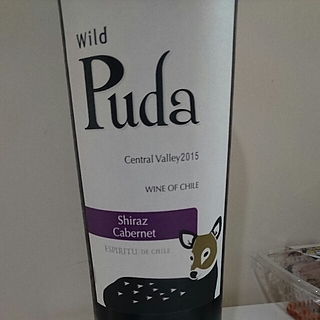 Wild
Puda
Central Valley 2015
WINE OF CHILE
Shiraz
Cabernet
ESPIRITU DE CHILE